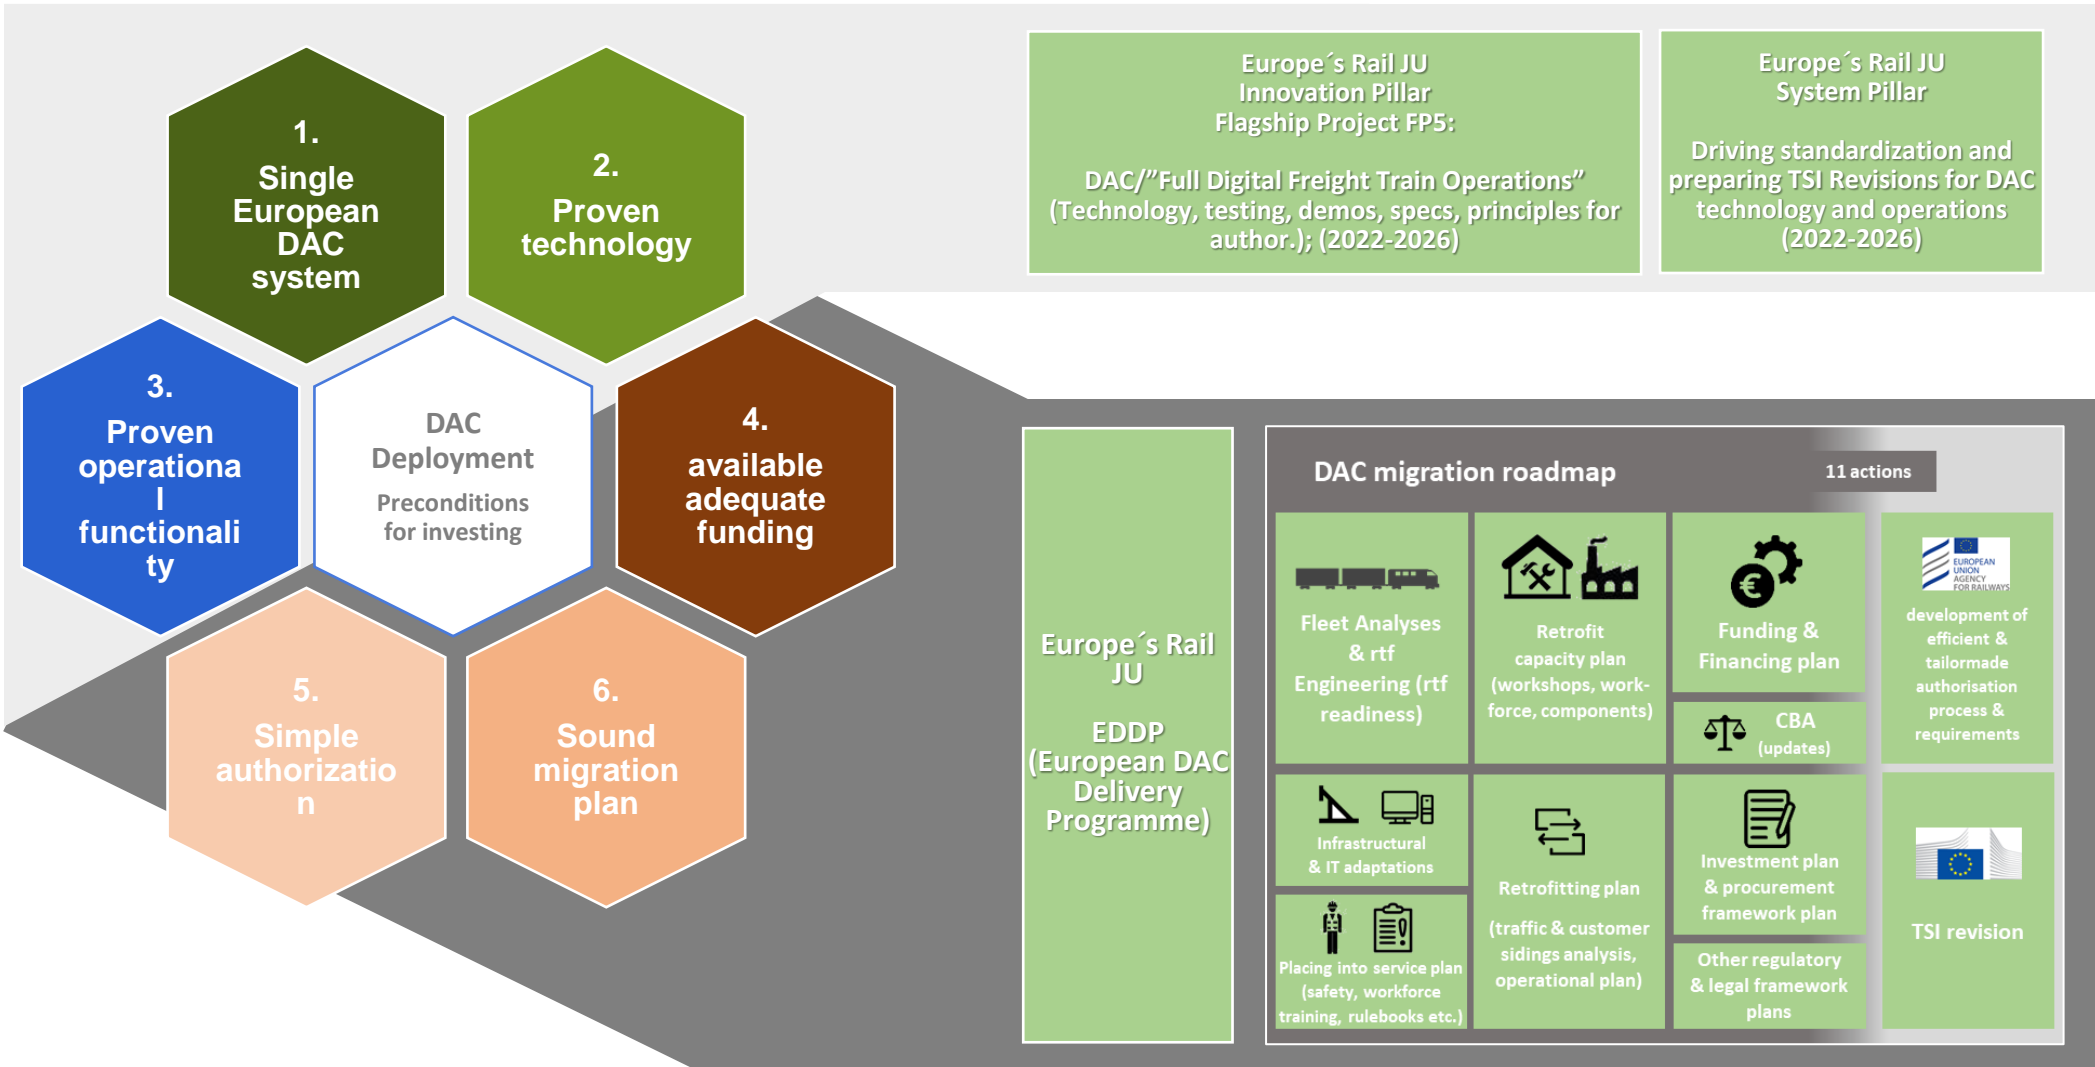 1.
Single
European
DAC
system
2.
Proven
technology
3.
Proven
operationa
l
functionali
ty
DAC
Deployment
Preconditions
for investing
4.
available
adequate
funding
5.
Simple
authorizatio
n
6.
Sound
migration
plan
Europe´s Rail JU
Innovation Pillar
Flagship Project FP5:
DAC/”Full Digital Freight Train Operations”
(Technology, testing, demos, specs, principles for
author.); (2022-2026)
Europe´s Rail JU
System Pillar
Driving standardization and
preparing TSI Revisions for DAC
technology and operations
(2022-2026)
Europe´s Rail
JU
EDDP
(European DAC
Delivery
Programme)
DAC migration roadmap
11 actions
Fleet Analyses
& rtf
Engineering (rtf
readiness)
Retrofit
capacity plan
(workshops, work-
force, components)
Funding &
Financing plan
CBA
(updates)
EUROPEAN
UNION
AGENCY
FOR RAILWAYS
development of
efficient &
tailormade
authorisation
process &
requirements
Infrastructural
& IT adaptations
Placing into service plan
(safety, workforce
training, rulebooks etc.)
Retrofitting plan
(traffic & customer
sidings analysis,
operational plan)
Investment plan
& procurement
framework plan
Other regulatory
& legal framework
plans
TSI revision